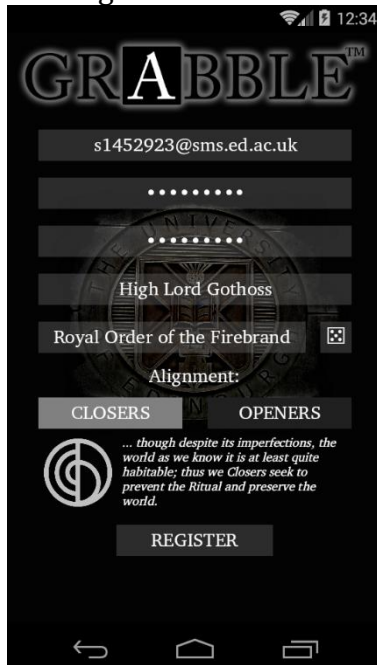 12:34
GRABBLE™
s1452923@sms.ed.ac.uk
•••••••••
•••••••••
High Lord Gothoss
Royal Order of the Firebrand
Alignment:
CLOSERS OPENERS
... though despite its imperfections, the
world as we know it is at least quite
habitable; thus we Closers seek to
prevent the Ritual and preserve the
world.
REGISTER